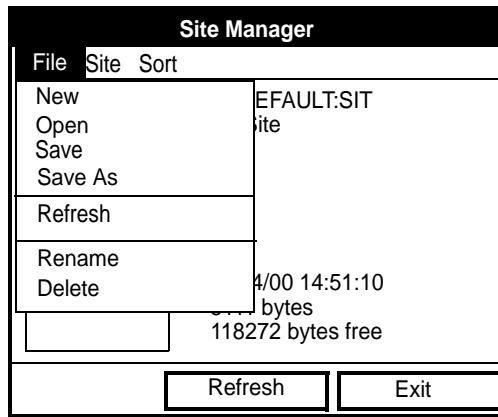 Site Manager
File Site Sort
New
Open
Save
Save As
Refresh
Rename
Delete
EFAULT:SIT
ite
4/00 14:51:10
bytes
118272 bytes free
Refresh
Exit